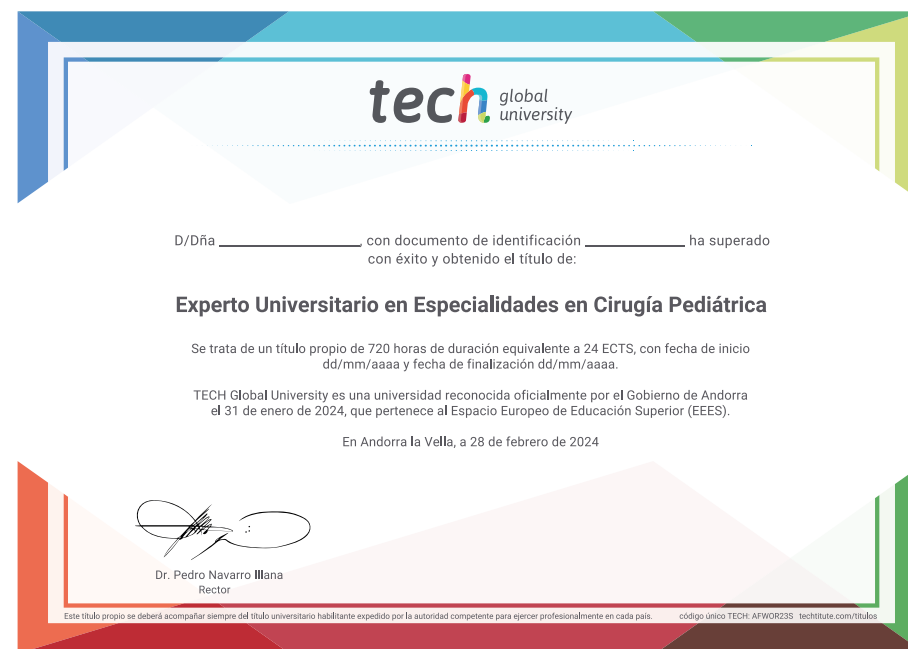 tech global university
D/Dña ____________________, con documento de identificación ______________ ha superado
con éxito y obtenido el título de:
Experto Universitario en Especialidades en Cirugía Pediátrica
Se trata de un título propio de 720 horas de duración equivalente a 24 ECTS, con fecha de inicio
dd/mm/aaaa y fecha de finalización dd/mm/aaaa.
TECH Global University es una universidad reconocida oficialmente por el Gobierno de Andorra
el 31 de enero de 2024, que pertenece al Espacio Europeo de Educación Superior (EEES).
En Andorra la Vella, a 28 de febrero de 2024
Dr. Pedro Navarro Illana
Rector
Este título propio se deberá acompañar siempre del título universitario habilitante expedido por la autoridad competente para ejercer profesionalmente en cada país. código único TECH: AFWOR23S techtitute.com/titulos